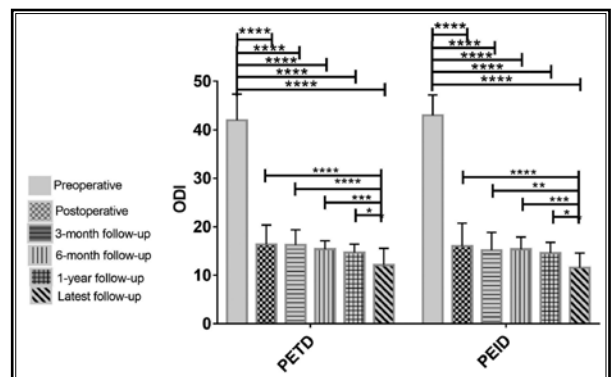 ****
****
****
****
****
****
****
****
****
****
50
40
30
20
10
0
ODI
****
****
***
*
****
**
***
*
Preoperative
Postoperative
3-month follow-up
6-month follow-up
1-year follow-up
Latest follow-up
PETD
PEID